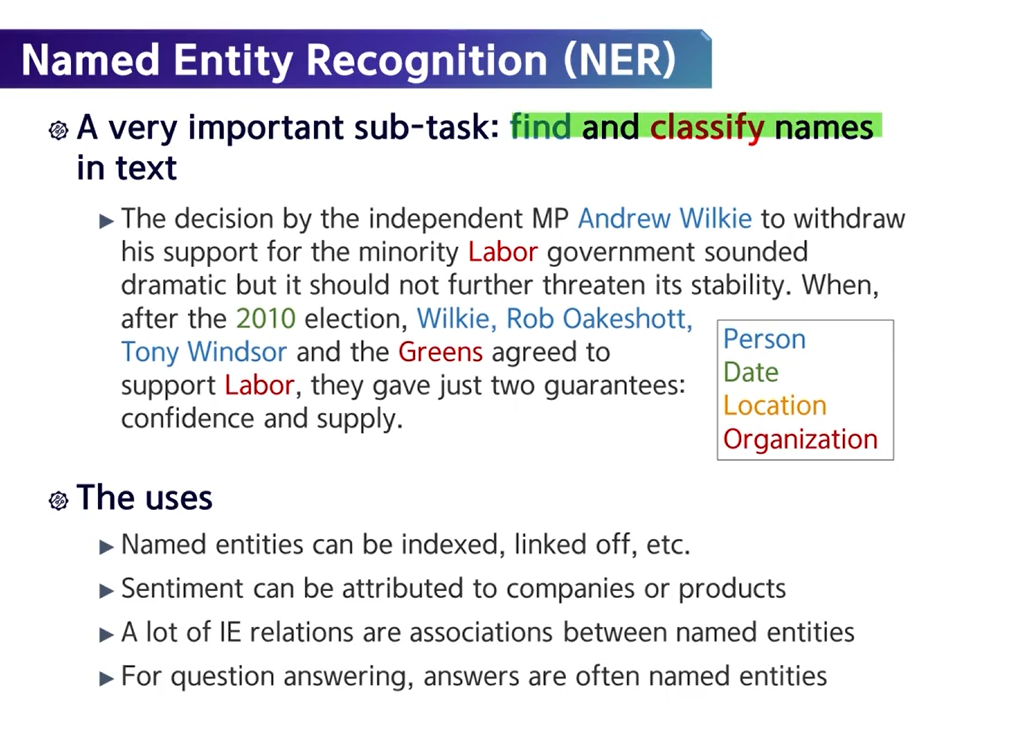 Named Entity Recognition (NER)
A very important sub-task: find and classify names
in text
The decision by the independent MP Andrew Wilkie to withdraw
his support for the minority Labor government sounded
dramatic but it should not further threaten its stability. When,
after the 2010 election, Wilkie, Rob Oakeshott,
Tony Windsor and the Greens agreed to
support Labor, they gave just two guarantees:
confidence and supply.
Person
Date
Location
Organization
The uses
Named entities can be indexed, linked off, etc.
Sentiment can be attributed to companies or products
A lot of IE relations are associations between named entities
For question answering, answers are often named entities